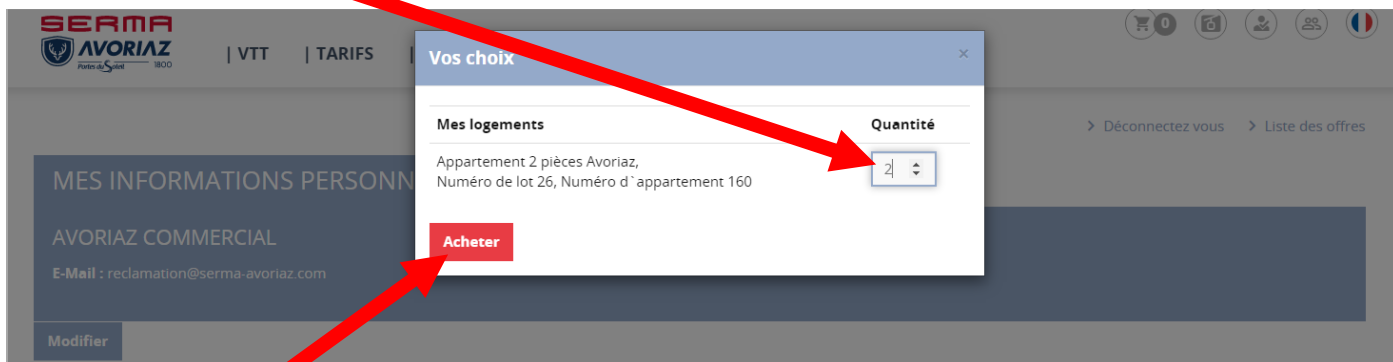 SERMA
AVORIAZ
Portes du Soleil 1800
| VTT | TARIFS |
0
Vos choix ×
Mes logements Quantité
Appartement 2 pièces Avoriaz,
Numéro de lot 26, Numéro d`appartement 160
2
Acheter
> Déconnectez vous > Liste des offres
MES INFORMATIONS PERSONN
AVORIAZ COMMERCIAL
E-Mail : reclamation@serma-avoriaz.com
Modifier